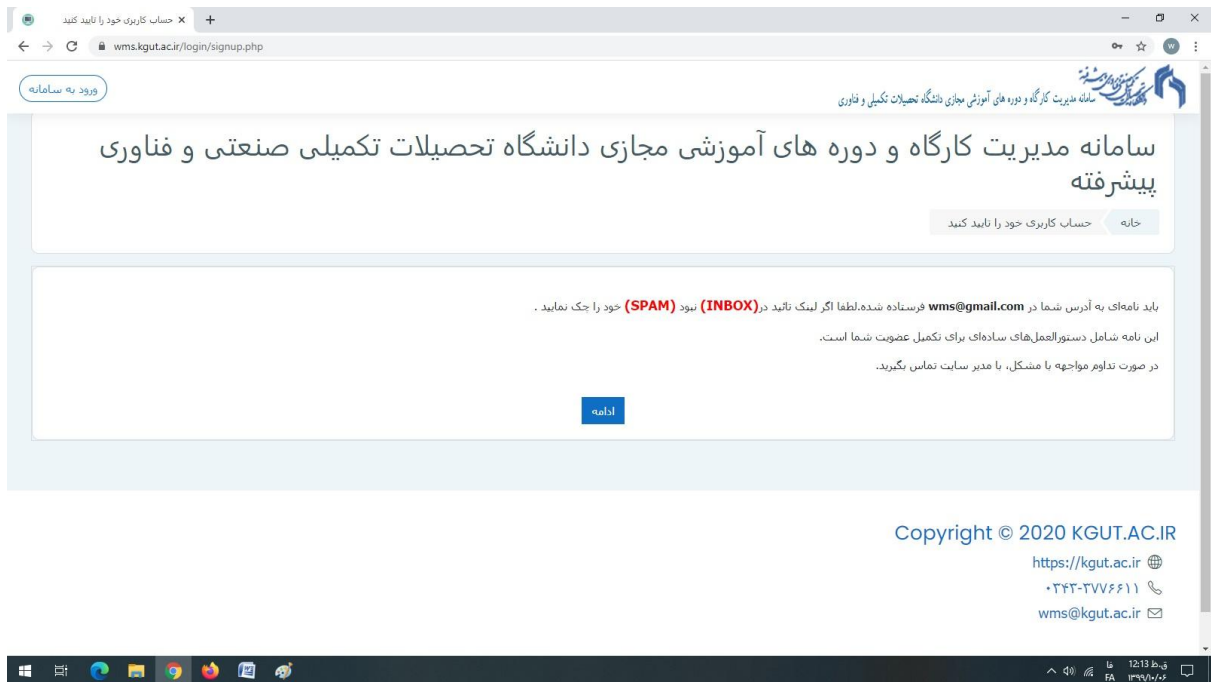 حساب کاربری خود را تایید کنید
wms.kgut.ac.ir/login/signup.php
W
سامانه مدیریت کارگاه و دوره های آموزشی مجازی دانشگاه تحصیلات تکمیلی و فناوری
ورود به سامانه
سامانه مدیریت کارگاه و دوره های آموزشی مجازی دانشگاه تحصیلات تکمیلی صنعتی و فناوری
پیشرفته
خانه
حساب کاربری خود را تایید کنید
باید نامه‌ای به آدرس شما در wms@gmail.com فرستاده شده.لطفا اگر لینک تائید در(INBOX) نبود (SPAM) خود را چک نمایید .
این نامه شامل دستورالعمل‌های ساده‌ای برای تکمیل عضویت شما است.
در صورت تداوم مواجهه با مشکل، با مدیر سایت تماس بگیرید.
ادامه
Copyright © 2020 KGUT.AC.IR
https://kgut.ac.ir
۰۳۴۳-۳۷۷۶۶۱۱
wms@kgut.ac.ir
فا
FA
12:13 ق.ظ
۱۳۹۹/۱۰/۰۶